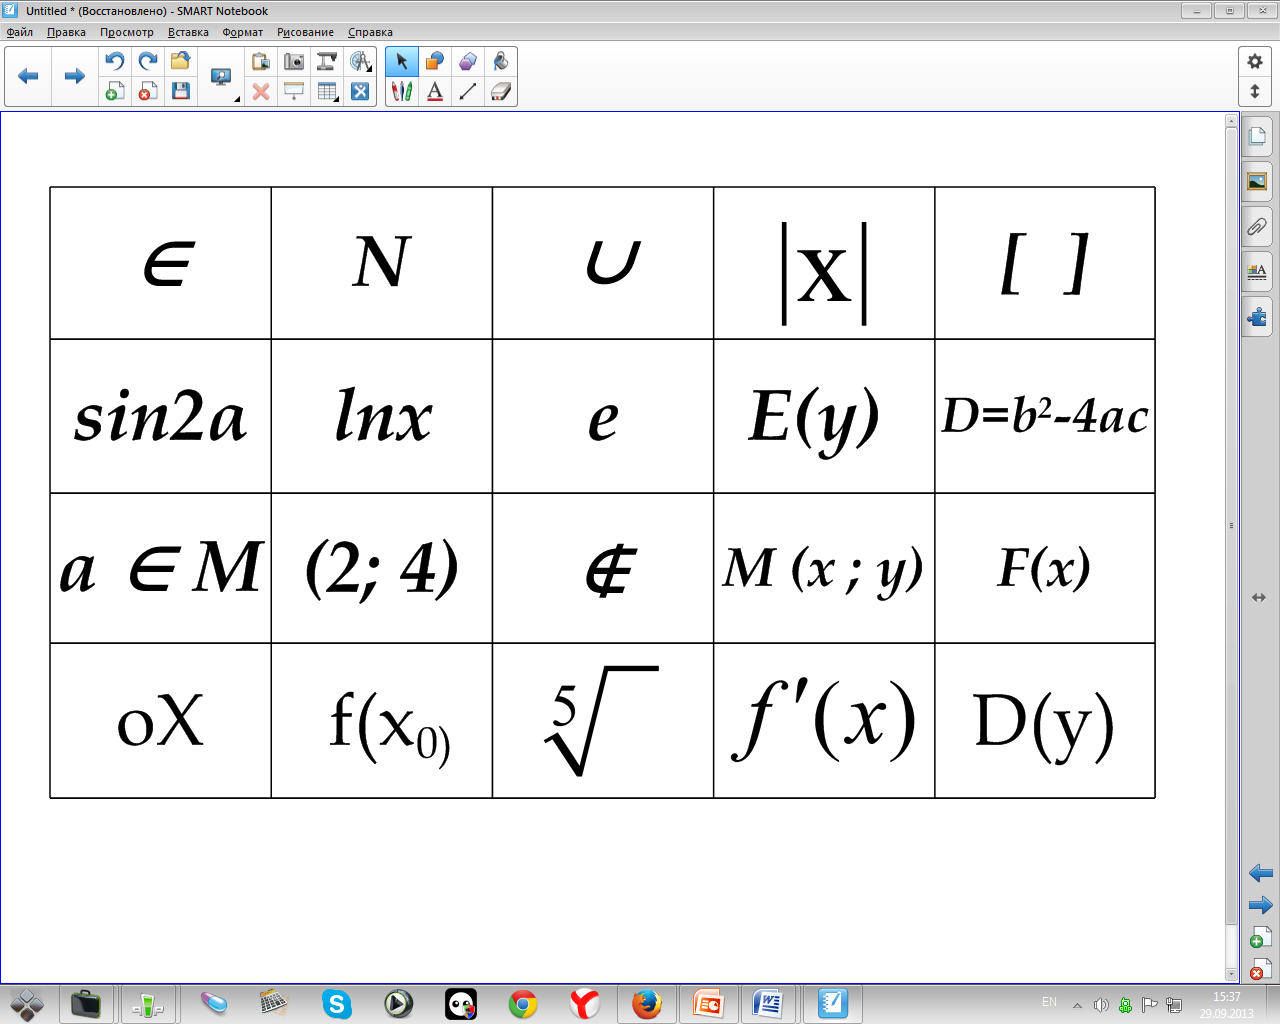 Untitled * (Восстановлено) - SMART Notebook
Файл Правка Просмотр Вставка Формат Рисование Справка
∈ N ∪ |x| [ ]
sin2a lnx e E(y) D=b²-4ac
a ∈ M (2; 4) ∉ M (x ; y) F(x)
oX f(x₀₎ ⁵√ f′(x) D(y)
EN 15:37
29.09.2013